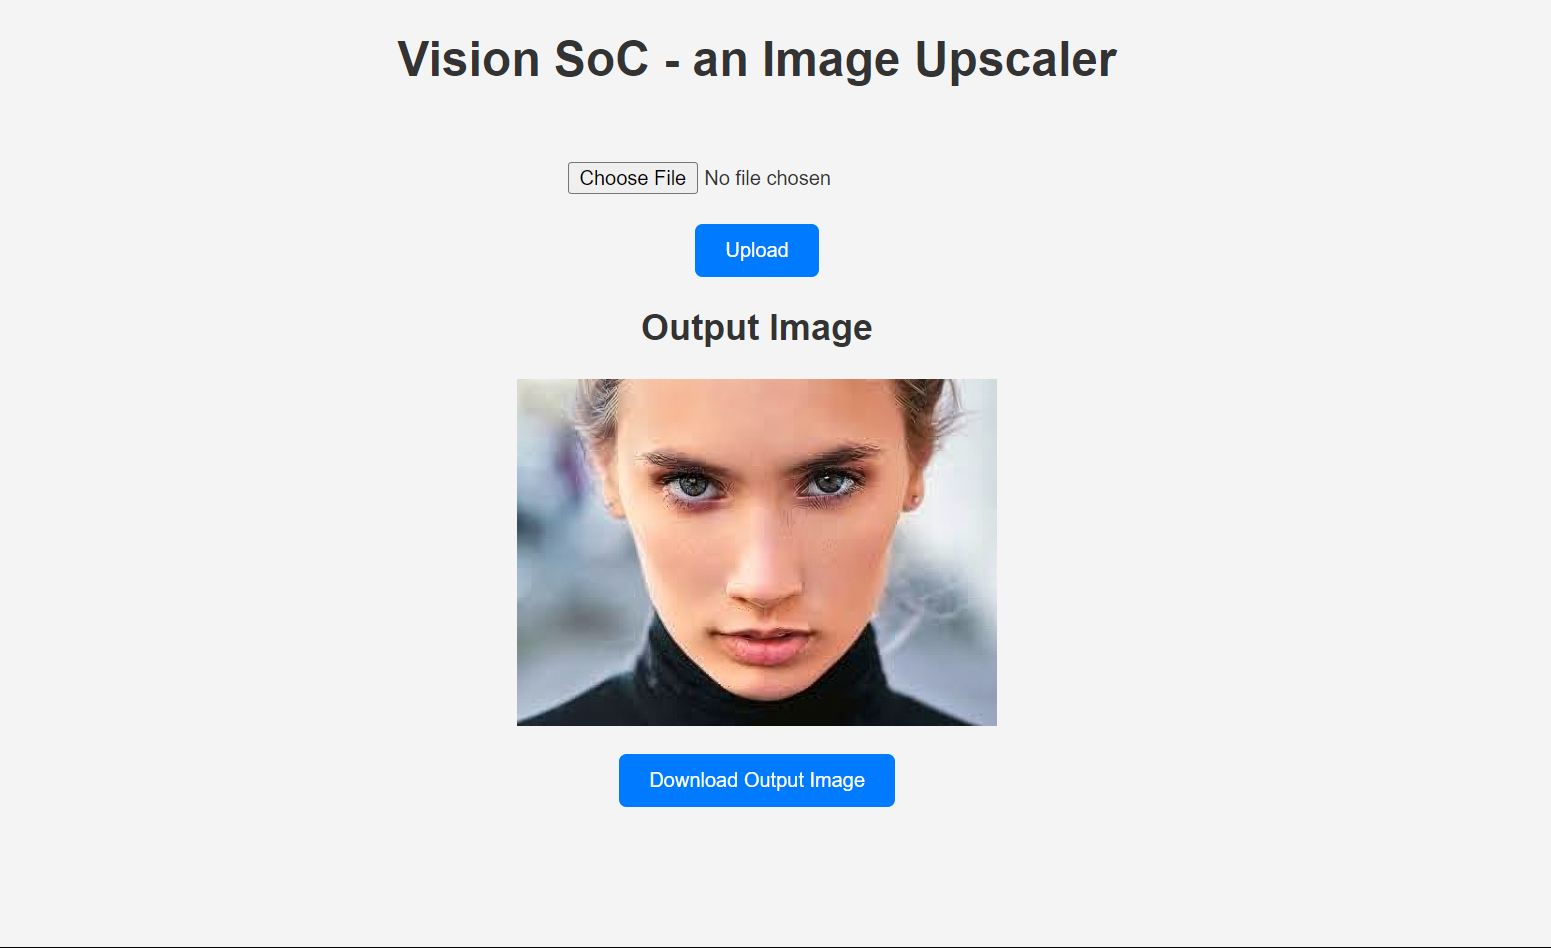 Vision SoC - an Image Upscaler
Choose File No file chosen
Upload
Output Image
Download Output Image